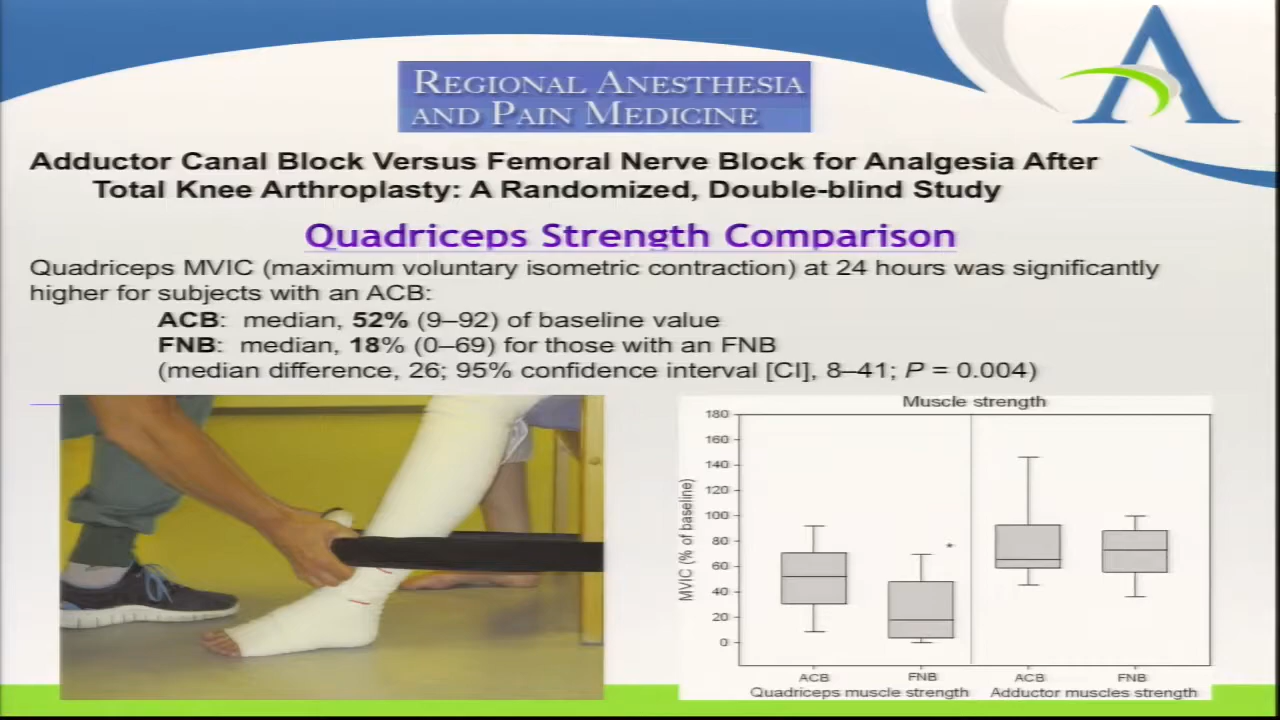 REGIONAL ANESTHESIA
AND PAIN MEDICINE
Adductor Canal Block Versus Femoral Nerve Block for Analgesia After
Total Knee Arthroplasty: A Randomized, Double-blind Study
Quadriceps Strength Comparison
Quadriceps MVIC (maximum voluntary isometric contraction) at 24 hours was significantly
higher for subjects with an ACB:
ACB: median, 52% (9–92) of baseline value
FNB: median, 18% (0–69) for those with an FNB
(median difference, 26; 95% confidence interval [CI], 8–41; P = 0.004)
Muscle strength
MVIC (% of baseline)
180
160
140
120
100
80
60
40
20
0
*
ACB FNB ACB FNB
Quadriceps muscle strength Adductor muscles strength